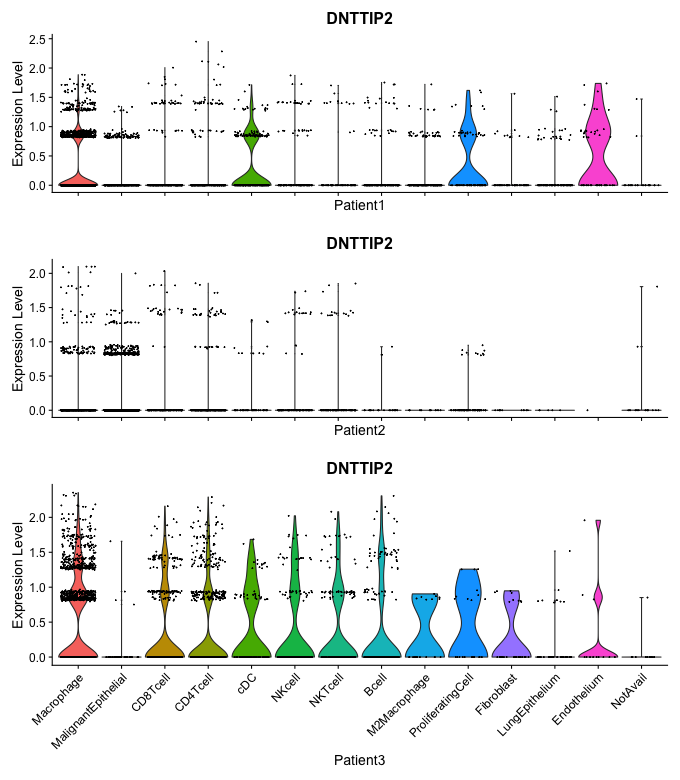 DNTTIP2
Expression Level
2.5
2.0
1.5
1.0
0.5
0.0
Patient1
DNTTIP2
Expression Level
2.0
1.5
1.0
0.5
0.0
Patient2
DNTTIP2
Expression Level
2.0
1.5
1.0
0.5
0.0
Macrophage
MalignantEpithelial
CD8Tcell
CD4Tcell
cDC
NKcell
NKTcell
Bcell
M2Macrophage
ProliferatingCell
Fibroblast
LungEpithelium
Endothelium
NotAvail
Patient3